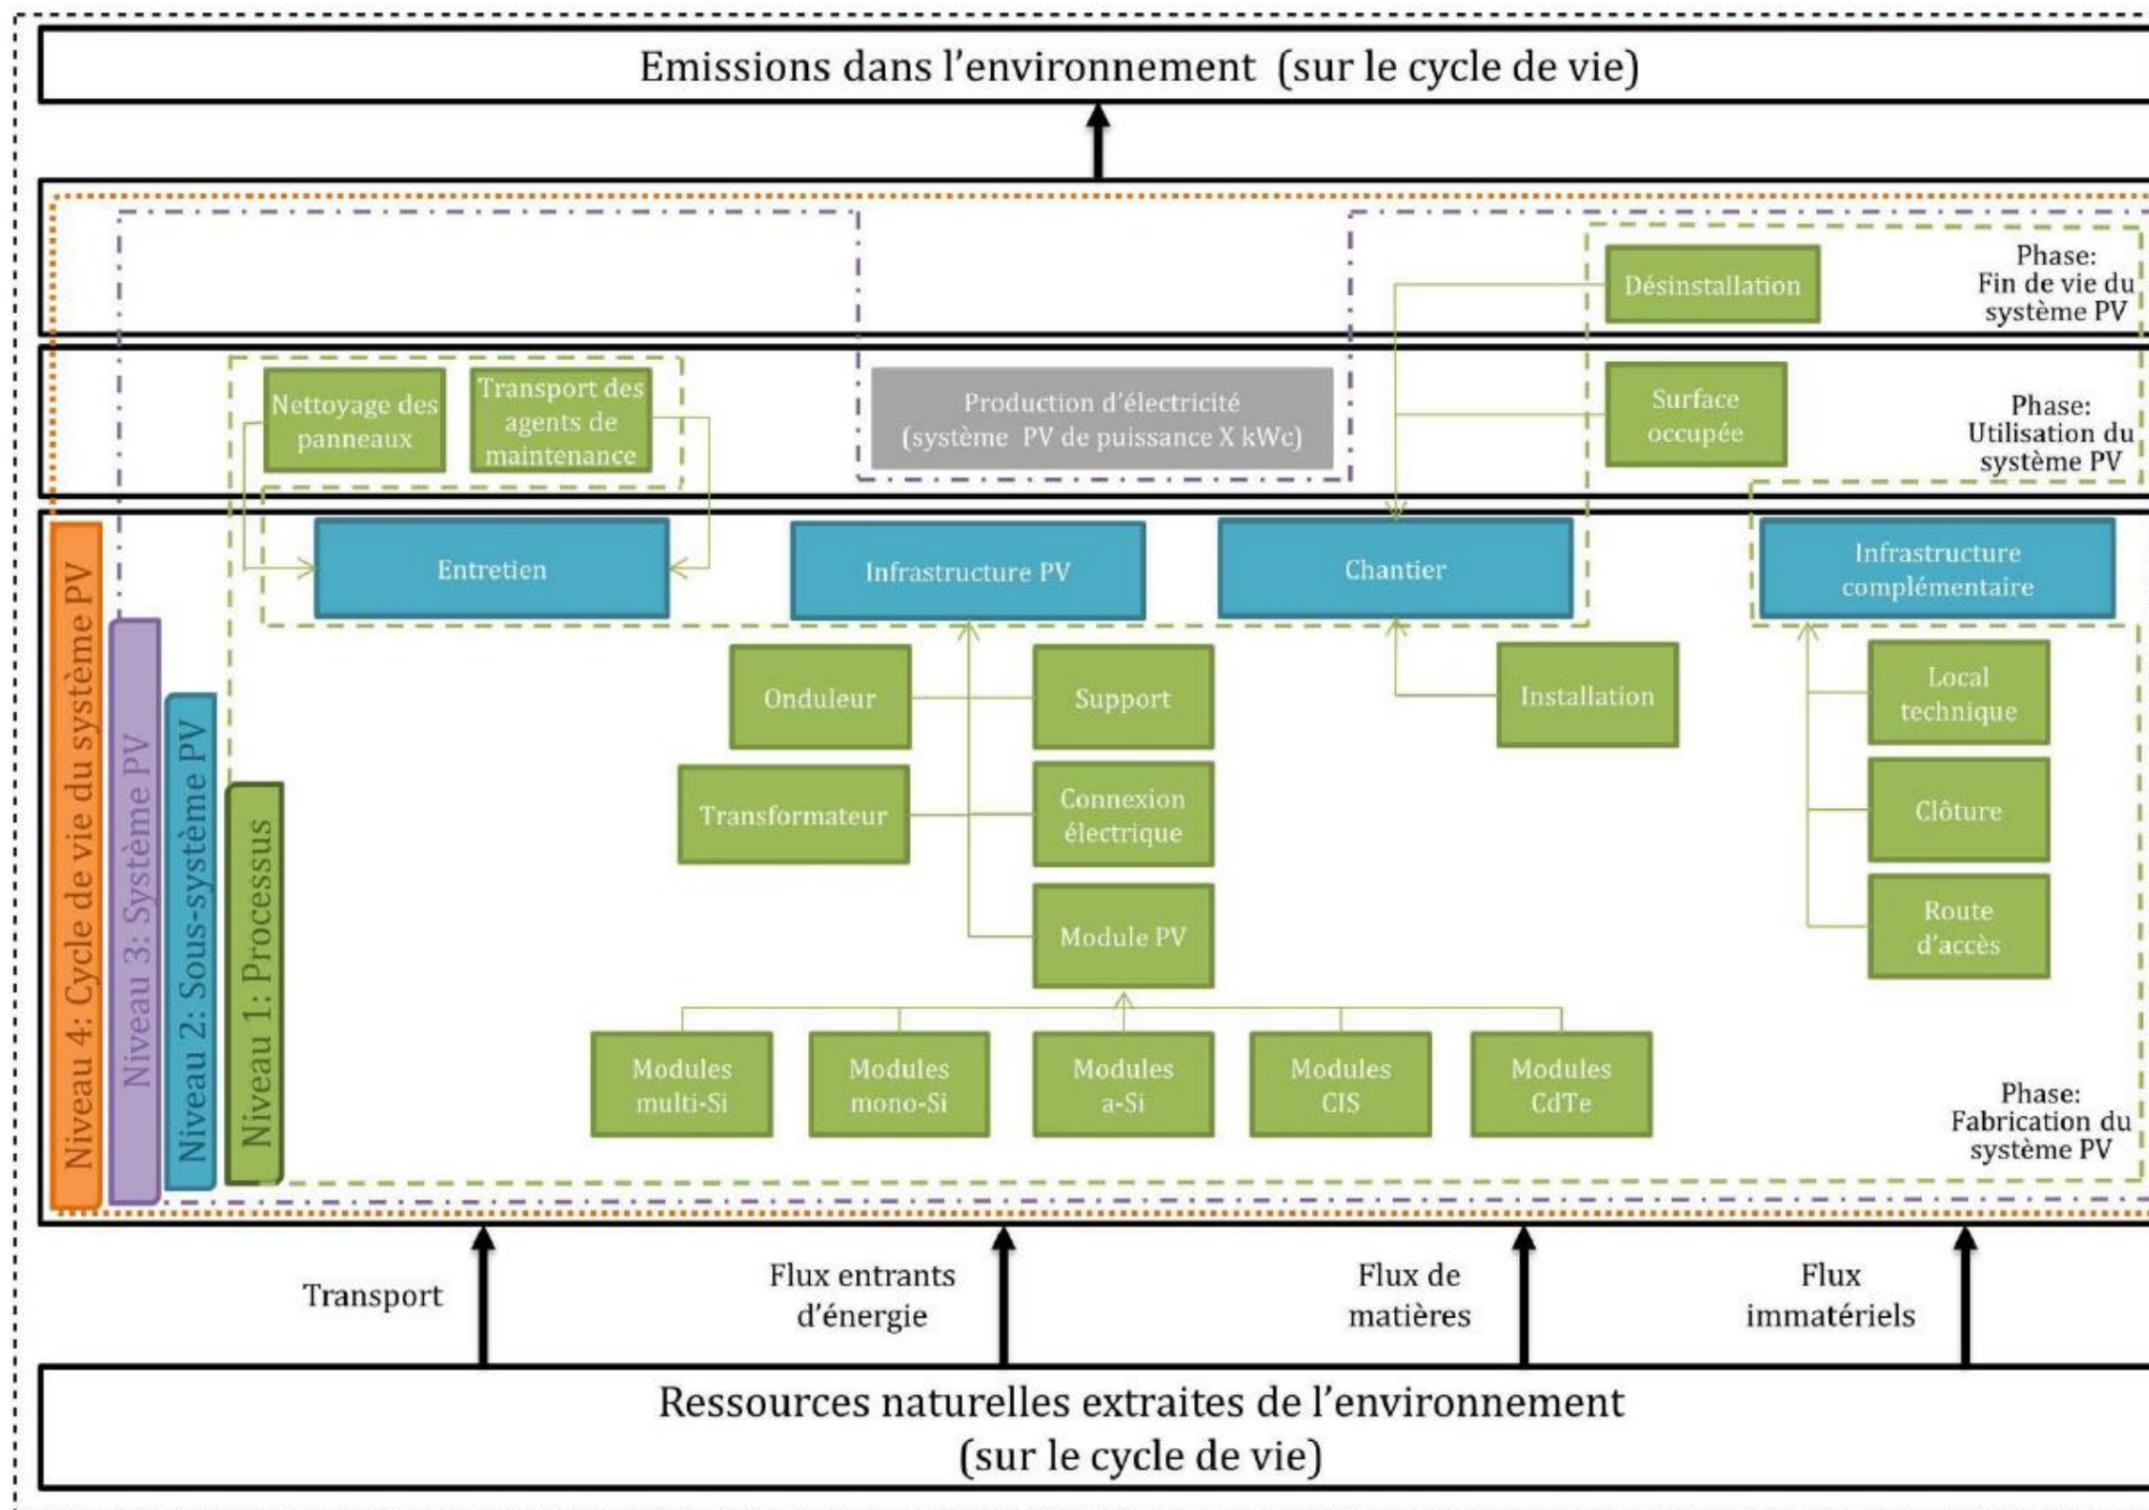 Emissions dans l'environnement (sur le cycle de vie)
Désinstallation
Phase:
Fin de vie du
système PV
Nettoyage des
panneaux
Transport des
agents de
maintenance
Production d'électricité
(système PV de puissance X kWc)
Surface
occupée
Phase:
Utilisation du
système PV
Entretien
Infrastructure PV
Chantier
Infrastructure
complémentaire
Niveau 4: Cycle de vie du système PV
Niveau 3: Système PV
Niveau 2: Sous-système PV
Niveau 1: Processus
Onduleur
Support
Installation
Local
technique
Transformateur
Connexion
électrique
Clôture
Module PV
Route
d'accès
Modules
multi-Si
Modules
mono-Si
Modules
a-Si
Modules
CIS
Modules
CdTe
Phase:
Fabrication du
système PV
Transport
Flux entrants
d'énergie
Flux de
matières
Flux
immatériels
Ressources naturelles extraites de l'environnement
(sur le cycle de vie)